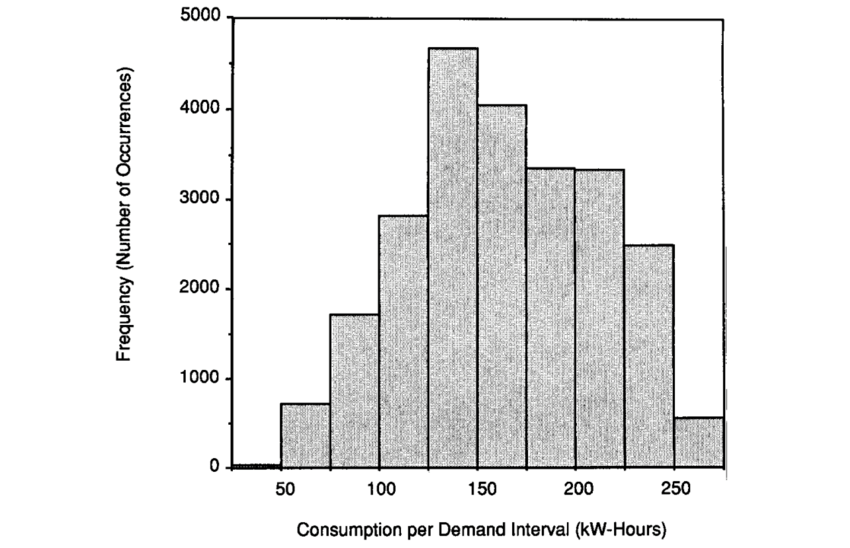 5000
4000
3000
2000
1000
0
Frequency (Number of Occurrences)
50 100 150 200 250
Consumption per Demand Interval (kW-Hours)